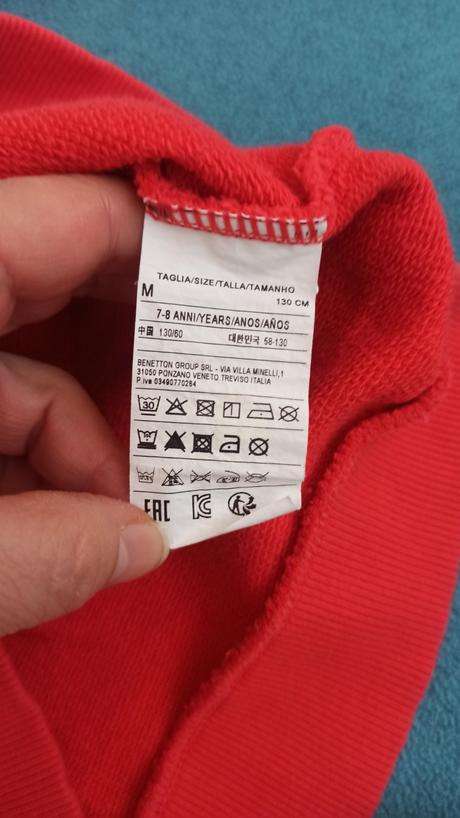 TAGLIA/SIZE/TALLA/TAMANHO
M 130 CM
7-8 ANNI/YEARS/ANOS/AÑOS
中国 130/60 대한민국 58-130
BENETTON GROUP SRL - VIA VILLA MINELLI,1
31050 PONZANO VENETO TREVISO ITALIA
P.iva 03490770264
30
EAC